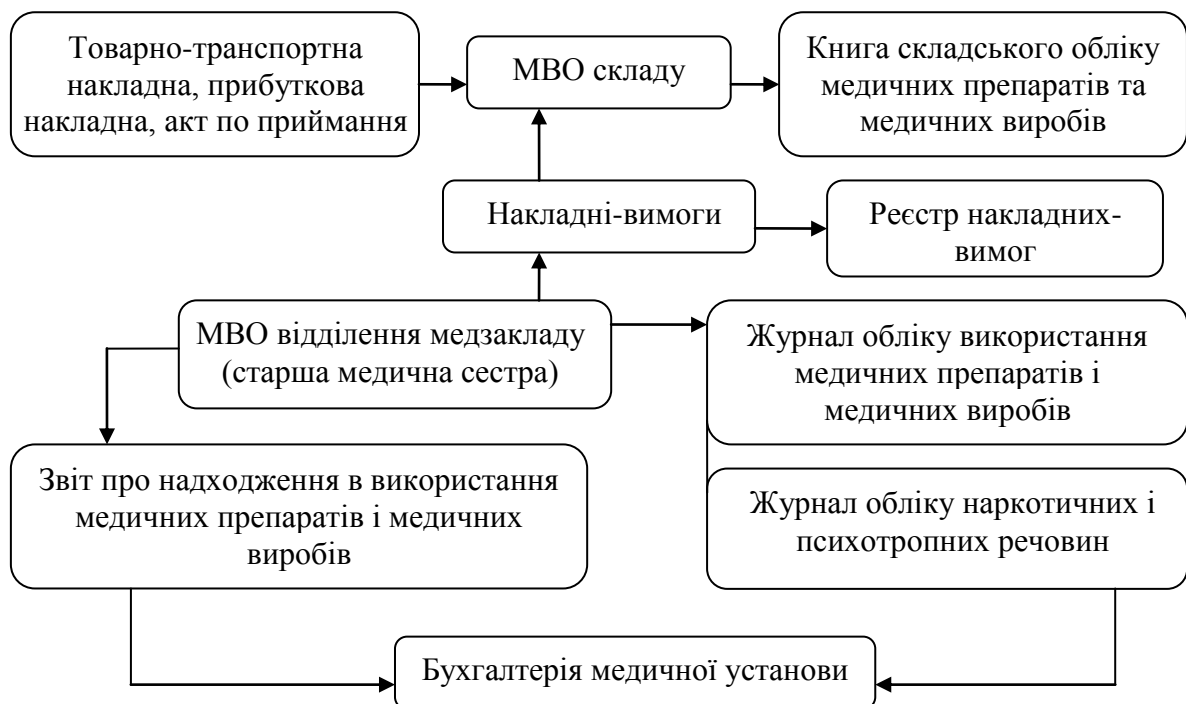 Товарно-транспортна
накладна, прибуткова
накладна, акт по приймання
МВО складу
Книга складського обліку
медичних препаратів та
медичних виробів
Накладні-вимоги
Реєстр накладних-
вимог
МВО відділення медзакладу
(старша медична сестра)
Журнал обліку використання
медичних препаратів і
медичних виробів
Звіт про надходження в використання
медичних препаратів і медичних
виробів
Журнал обліку наркотичних і
психотропних речовин
Бухгалтерія медичної установи